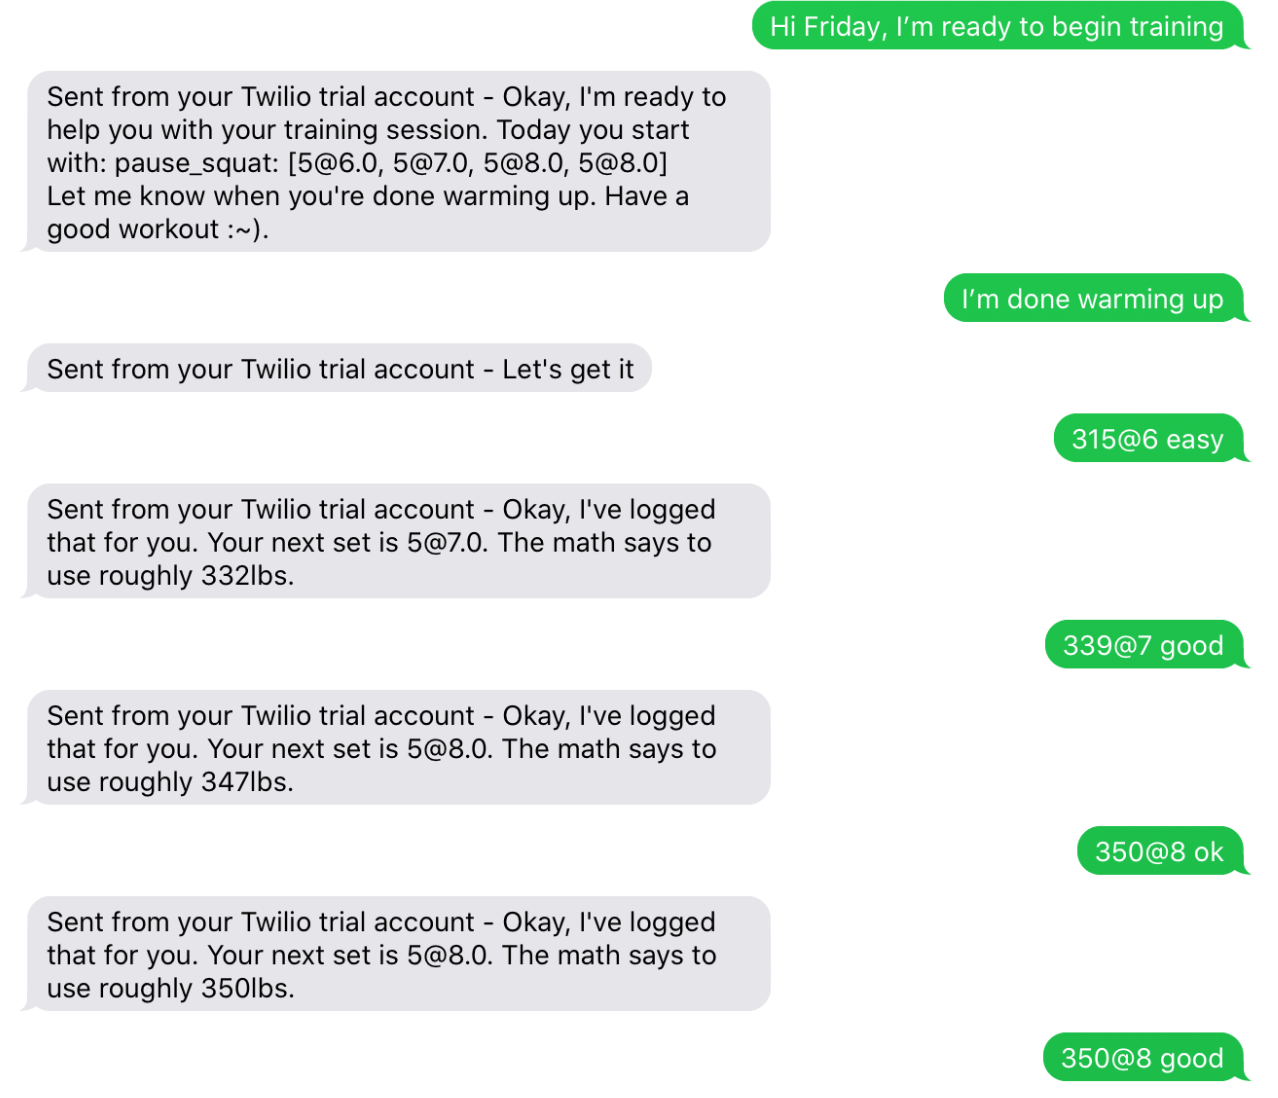 Hi Friday, I’m ready to begin training
Sent from your Twilio trial account - Okay, I'm ready to
help you with your training session. Today you start
with: pause_squat: [5@6.0, 5@7.0, 5@8.0, 5@8.0]
Let me know when you're done warming up. Have a
good workout :~).
I’m done warming up
Sent from your Twilio trial account - Let's get it
315@6 easy
Sent from your Twilio trial account - Okay, I've logged
that for you. Your next set is 5@7.0. The math says to
use roughly 332lbs.
339@7 good
Sent from your Twilio trial account - Okay, I've logged
that for you. Your next set is 5@8.0. The math says to
use roughly 347lbs.
350@8 ok
Sent from your Twilio trial account - Okay, I've logged
that for you. Your next set is 5@8.0. The math says to
use roughly 350lbs.
350@8 good